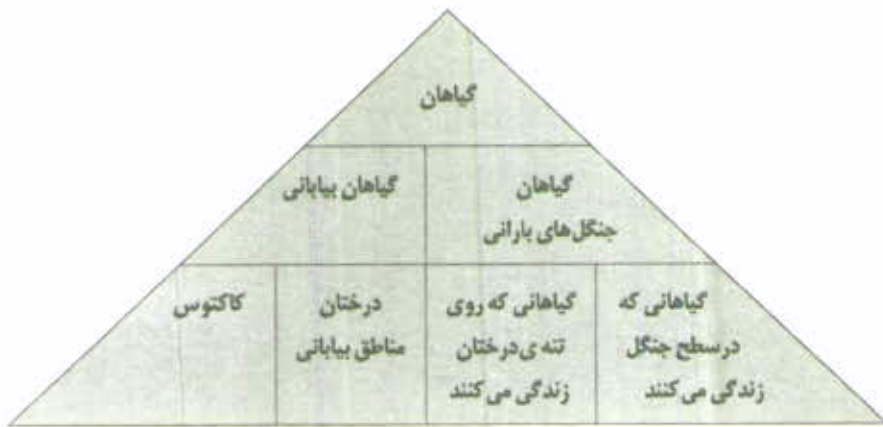 گیاهان
گیاهان
جنگل‌های بارانی
گیاهان بیابانی
گیاهانی که
درسطح جنگل
زندگی می‌کنند
گیاهانی که روی
تنه ی درختان
زندگی می‌کنند
درختان
مناطق بیابانی
کاکتوس